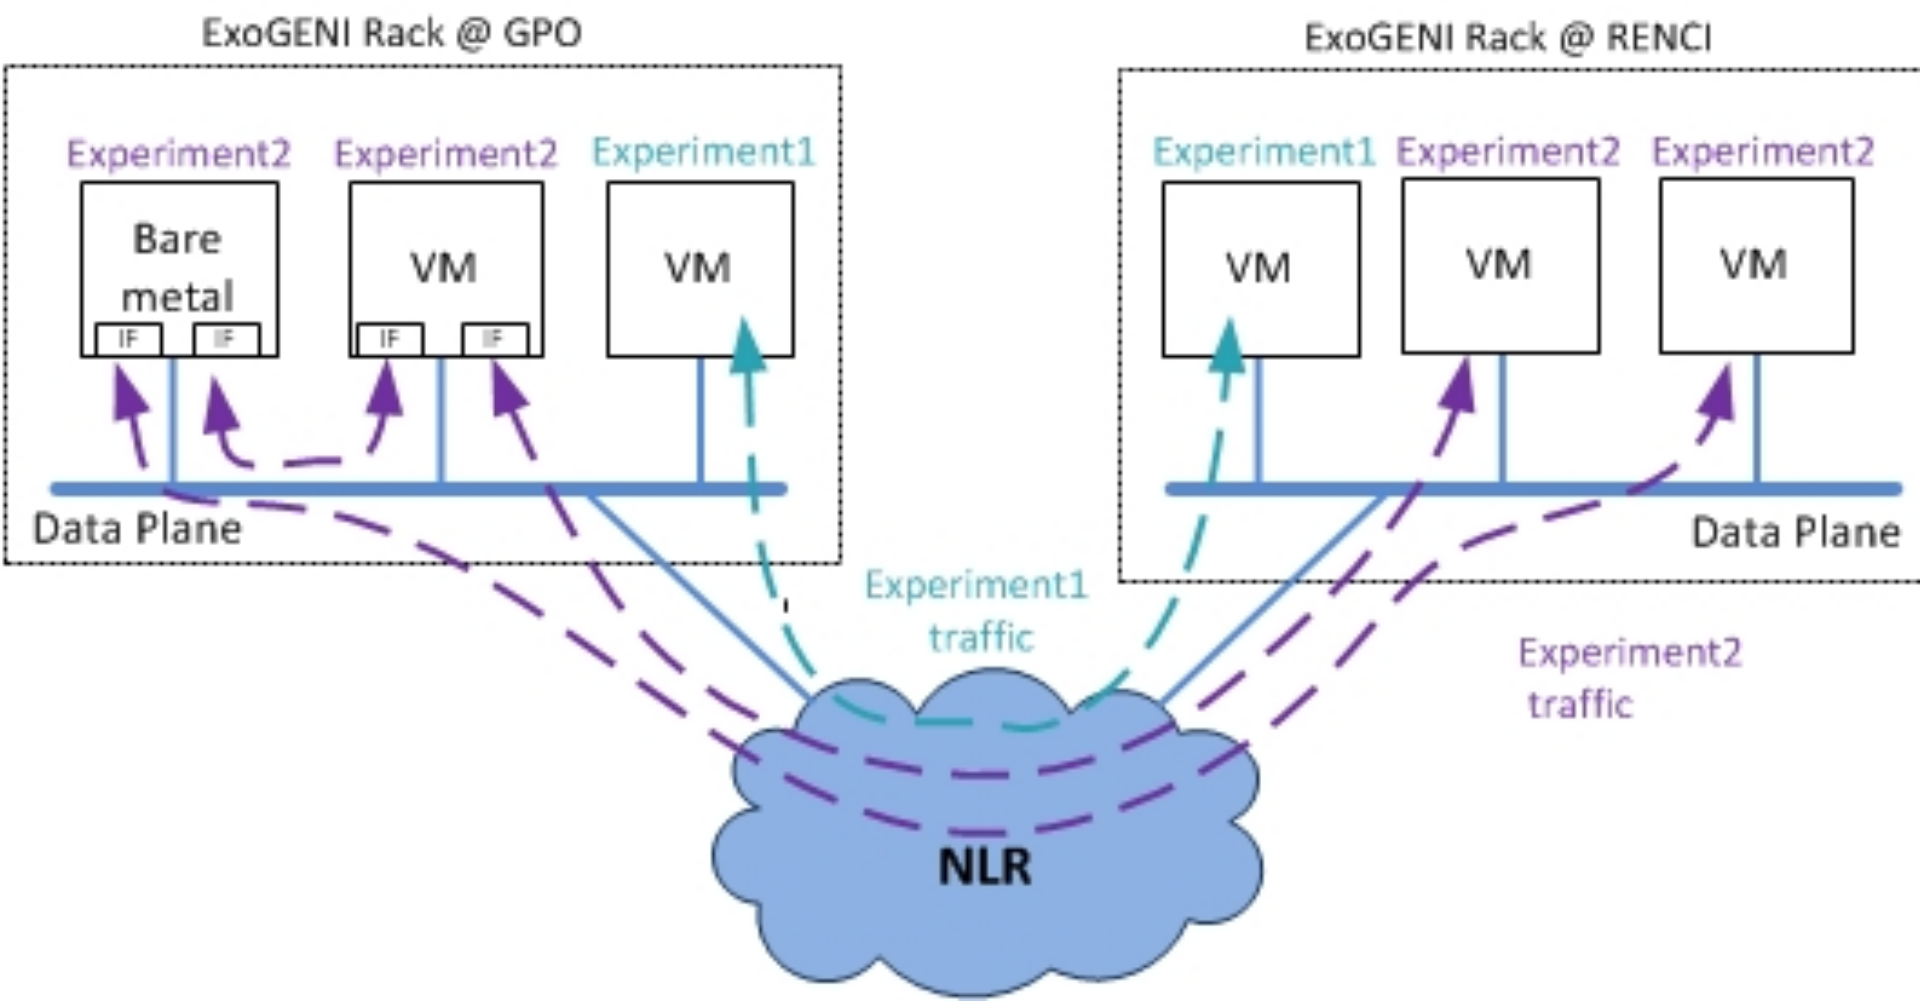 ExoGENI Rack @ GPO
ExoGENI Rack @ RENCI
Experiment2
Experiment2
Experiment1
Experiment1
Experiment2
Experiment2
Bare
metal
VM
VM
VM
VM
VM
IF
IF
IF
IF
Data Plane
Data Plane
Experiment1
traffic
Experiment2
traffic
NLR